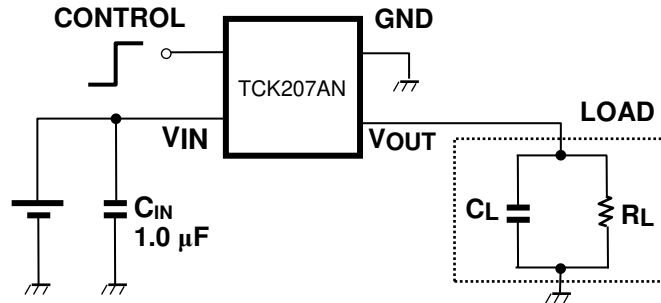 CONTROL
GND
TCK207AN
VIN
VOUT
LOAD
CIN
1.0 µF
CL
RL